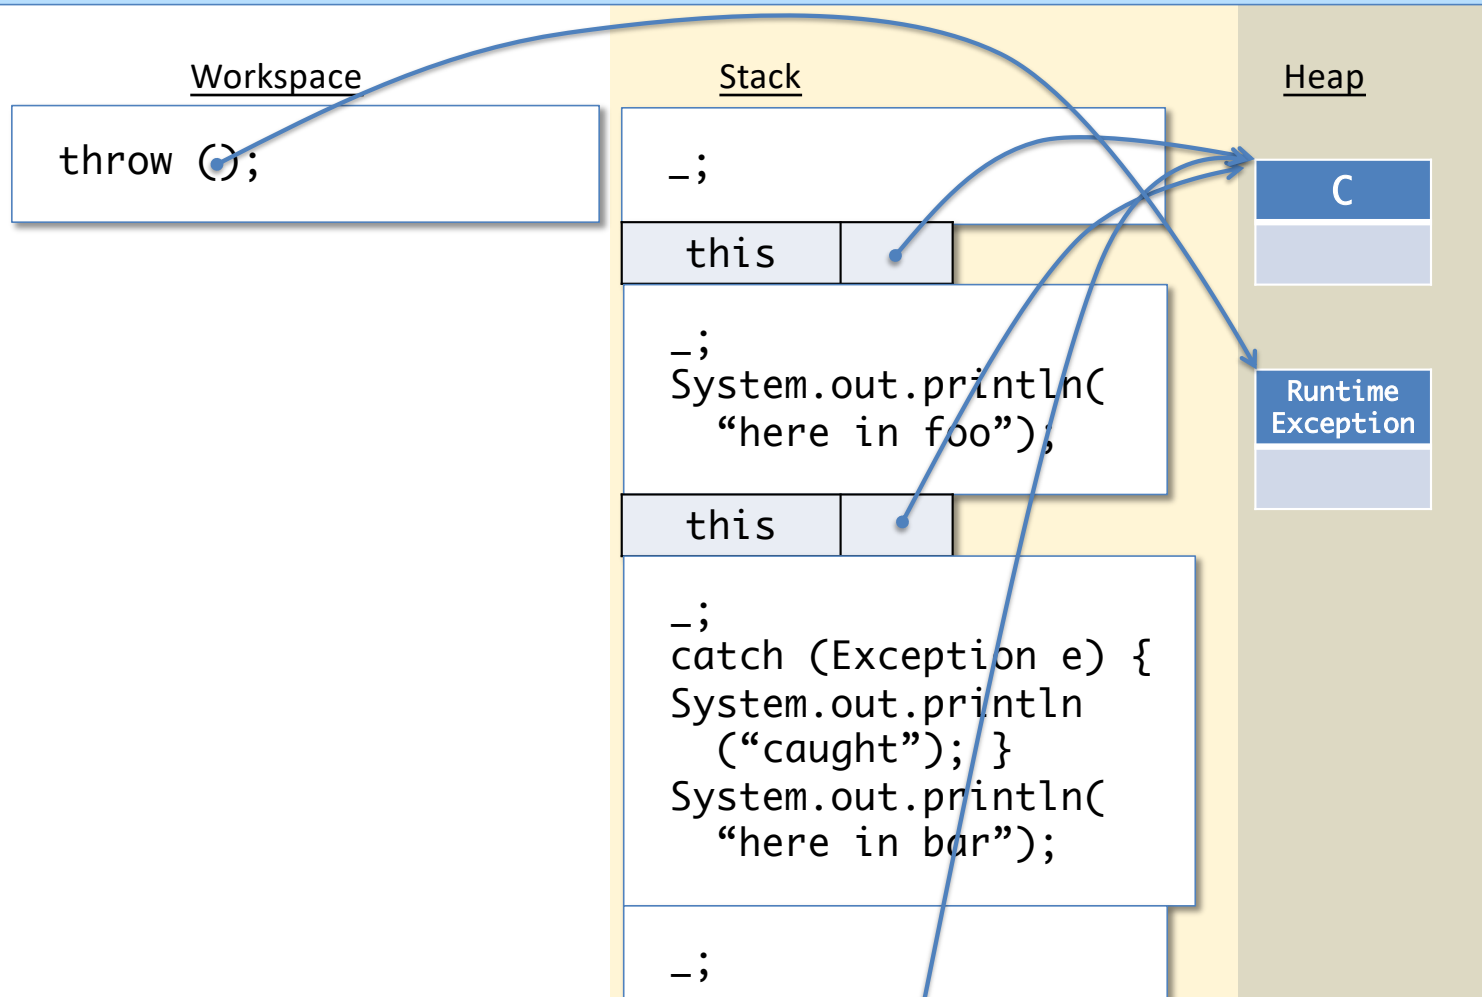 Workspace
Stack
Heap
throw ();
_;
C
this
_;
System.out.println(
“here in foo”);
Runtime
Exception
this
_;
catch (Exception e) {
System.out.println
(“caught”); }
System.out.println(
“here in bar”);
_;